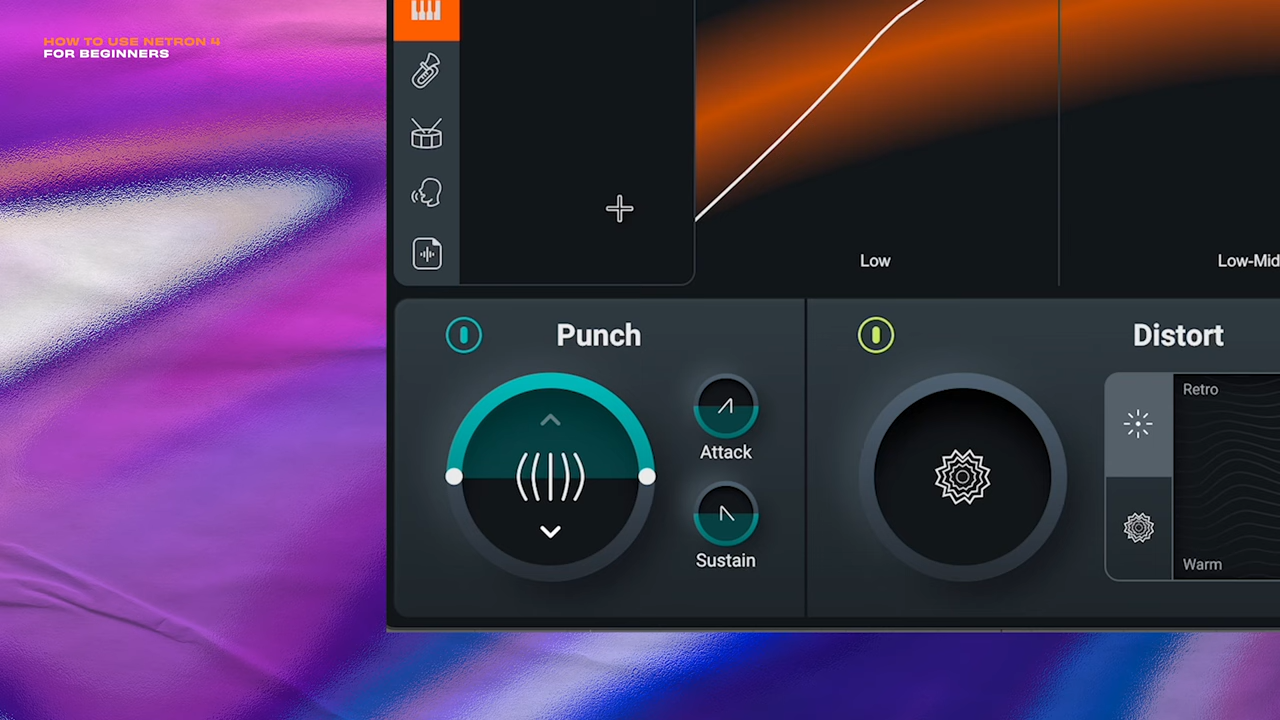 HOW TO USE NETRON 4
FOR BEGINNERS
Low
Low-Mid
Punch
Distort
Attack
Sustain
Retro
Warm